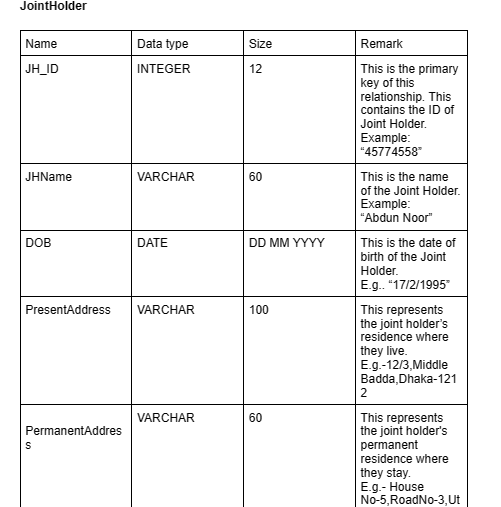 JointHolder
Name Data type Size Remark
JH_ID INTEGER 12 This is the primary
key of this
relationship. This
contains the ID of
Joint Holder.
Example:
“45774558”
JHName VARCHAR 60 This is the name
of the Joint Holder.
Example:
“Abdun Noor”
DOB DATE DD MM YYYY This is the date of
birth of the Joint
Holder.
E.g.. “17/2/1995”
PresentAddress VARCHAR 100 This represents
the joint holder’s
residence where
they live.
E.g.-12/3,Middle
Badda,Dhaka-121
2
PermanentAddres
s
VARCHAR 60 This represents
the joint holder's
permanent
residence where
they stay.
E.g.- House
No-5,RoadNo-3,Ut